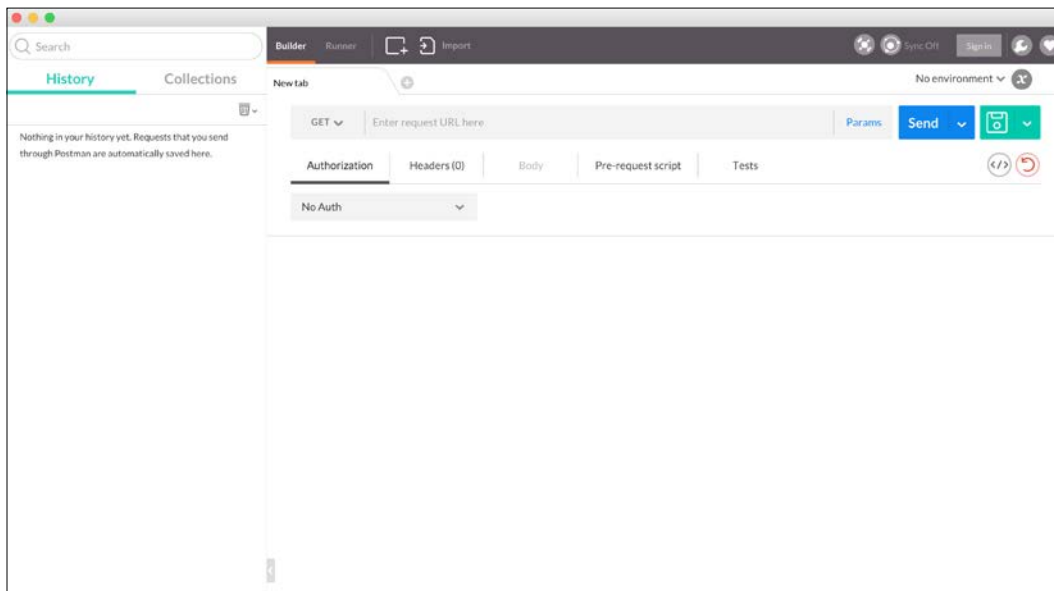 Search
Builder Runner Import Sync Off Sign in
History Collections
New tab
No environment
Nothing in your history yet. Requests that you send
through Postman are automatically saved here.
GET Enter request URL here Params Send
Authorization Headers (0) Body Pre-request script Tests
No Auth